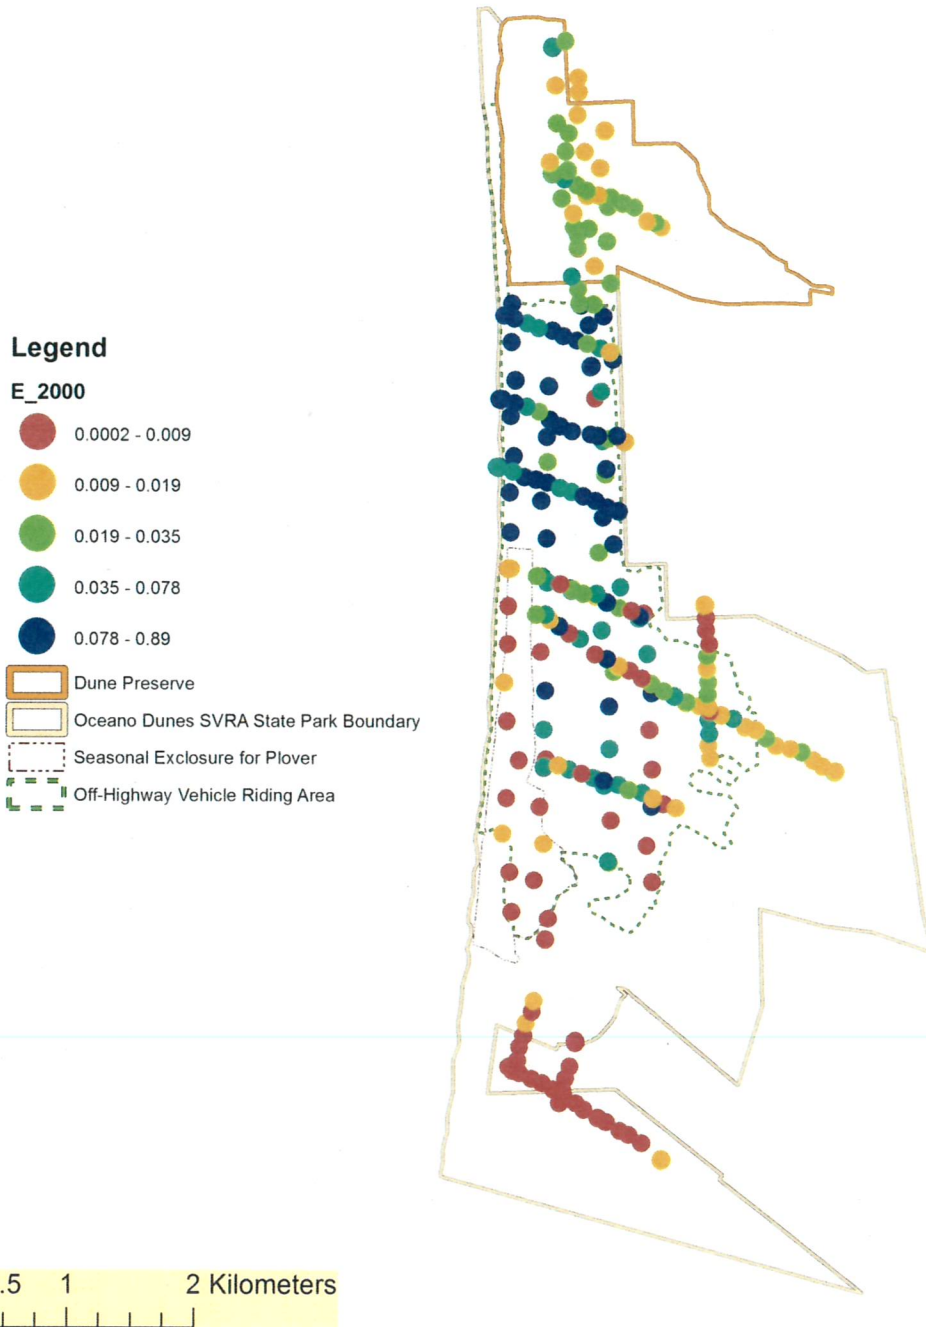 Legend
E_2000
0.0002 - 0.009
0.009 - 0.019
0.019 - 0.035
0.035 - 0.078
0.078 - 0.89
Dune Preserve
Oceano Dunes SVRA State Park Boundary
Seasonal Exclosure for Plover
Off-Highway Vehicle Riding Area
.5 1 2 Kilometers